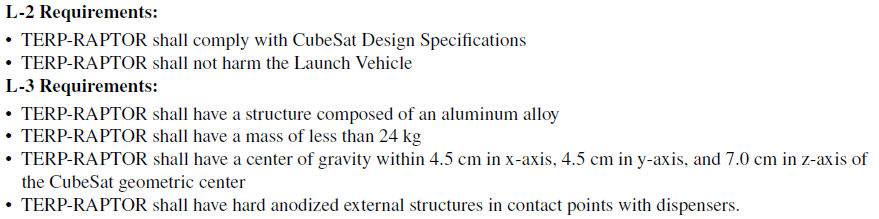 L-2 Requirements:
• TERP-RAPTOR shall comply with CubeSat Design Specifications
• TERP-RAPTOR shall not harm the Launch Vehicle
L-3 Requirements:
• TERP-RAPTOR shall have a structure composed of an aluminum alloy
• TERP-RAPTOR shall have a mass of less than 24 kg
• TERP-RAPTOR shall have a center of gravity within 4.5 cm in x-axis, 4.5 cm in y-axis, and 7.0 cm in z-axis of
the CubeSat geometric center
• TERP-RAPTOR shall have hard anodized external structures in contact points with dispensers.